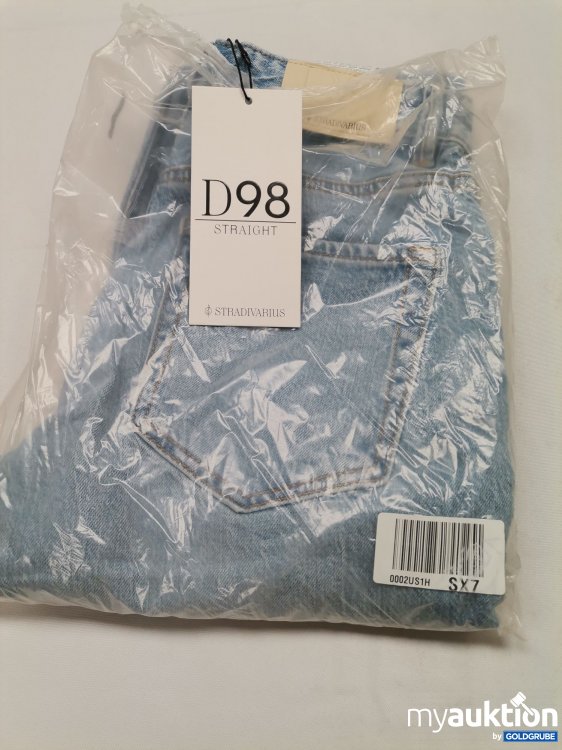 STRADIVARIUS
D98
STRAIGHT
STRADIVARIUS
0002US1H SX7
myauktion
by GOLDGRUBE